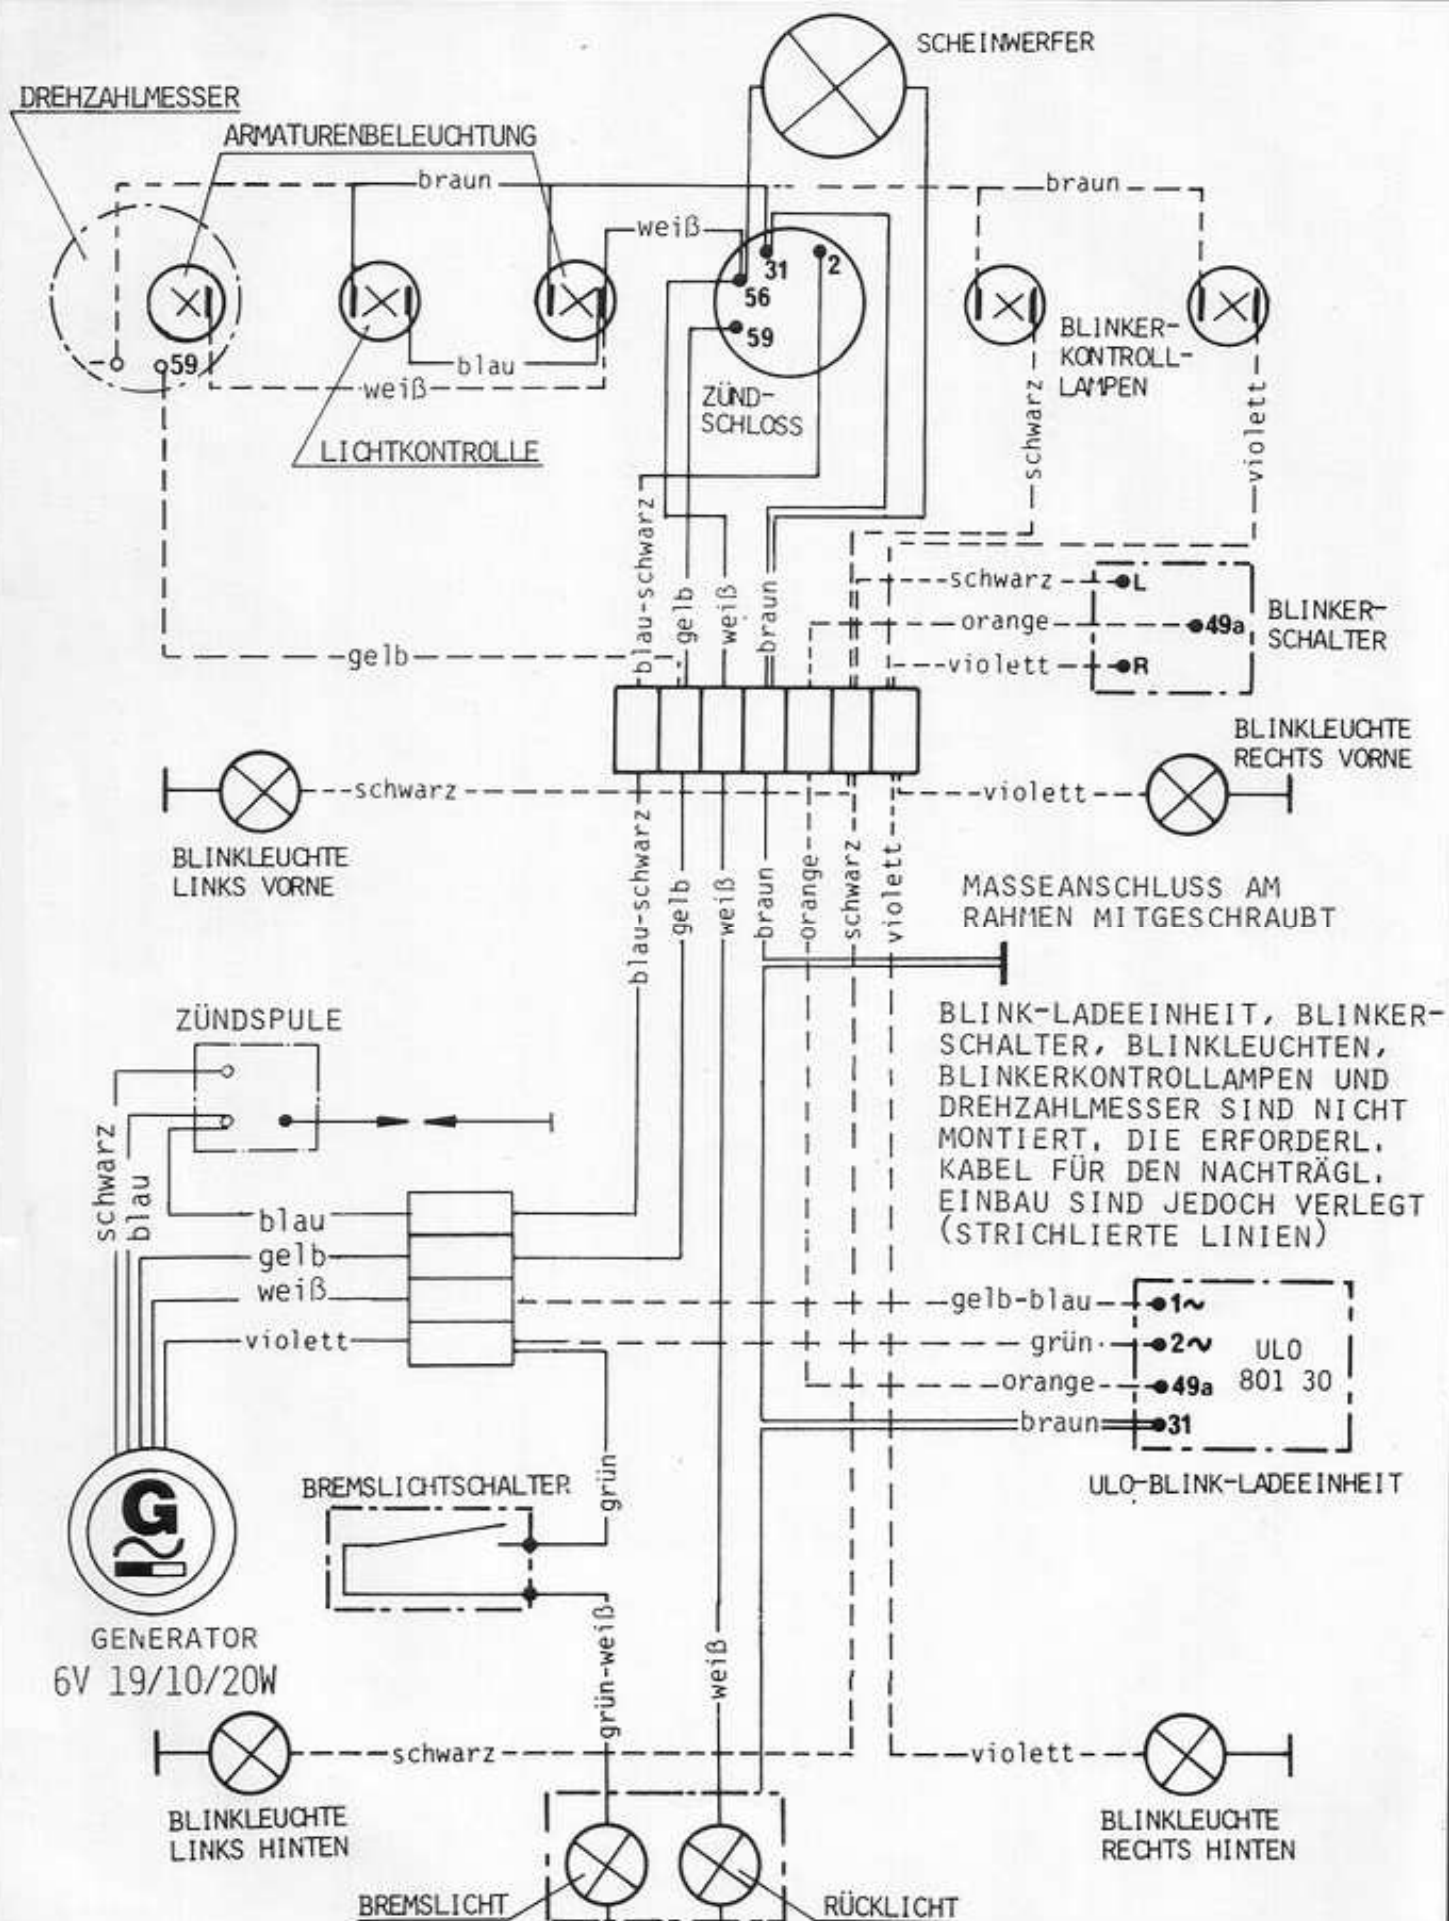 SCHEINWERFER
DREHZAHLMESSER
ARMATURENBELEUCHTUNG
braun
braun
weiß
31
2
56
59
59
blau
weiß
BLINKER-
KONTROLL-
LAMPEN
ZÜND-
SCHLOSS
LICHTKONTROLLE
schwarz
violett
blau-schwarz
gelb
weiß
braun
schwarz
L
orange
49a
violett
R
BLINKER-
SCHALTER
gelb
BLINKLEUCHTE
RECHTS VORNE
schwarz
violett
BLINKLEUCHTE
LINKS VORNE
blau-schwarz
gelb
weiß
braun
orange
schwarz
violett
MASSEANSCHLUSS AM
RAHMEN MITGESCHRAUBT
ZÜNDSPULE
BLINK-LADEEINHEIT, BLINKER-
SCHALTER, BLINKLEUCHTEN,
BLINKERKONTROLLAMPEN UND
DREHZAHLMESSER SIND NICHT
MONTIERT. DIE ERFORDERL.
KABEL FÜR DEN NACHTRÄGL.
EINBAU SIND JEDOCH VERLEGT
(STRICHLIERTE LINIEN)
schwarz
blau
blau
gelb
weiß
violett
gelb-blau
1~
grün
2~
orange
49a
braun
31
ULO
801 30
ULO-BLINK-LADEEINHEIT
G
BREMSLICHTSCHALTER
grün
GENERATOR
6V 19/10/20W
grün-weiß
weiß
schwarz
violett
BLINKLEUCHTE
LINKS HINTEN
BLINKLEUCHTE
RECHTS HINTEN
BREMSLICHT
RÜCKLICHT